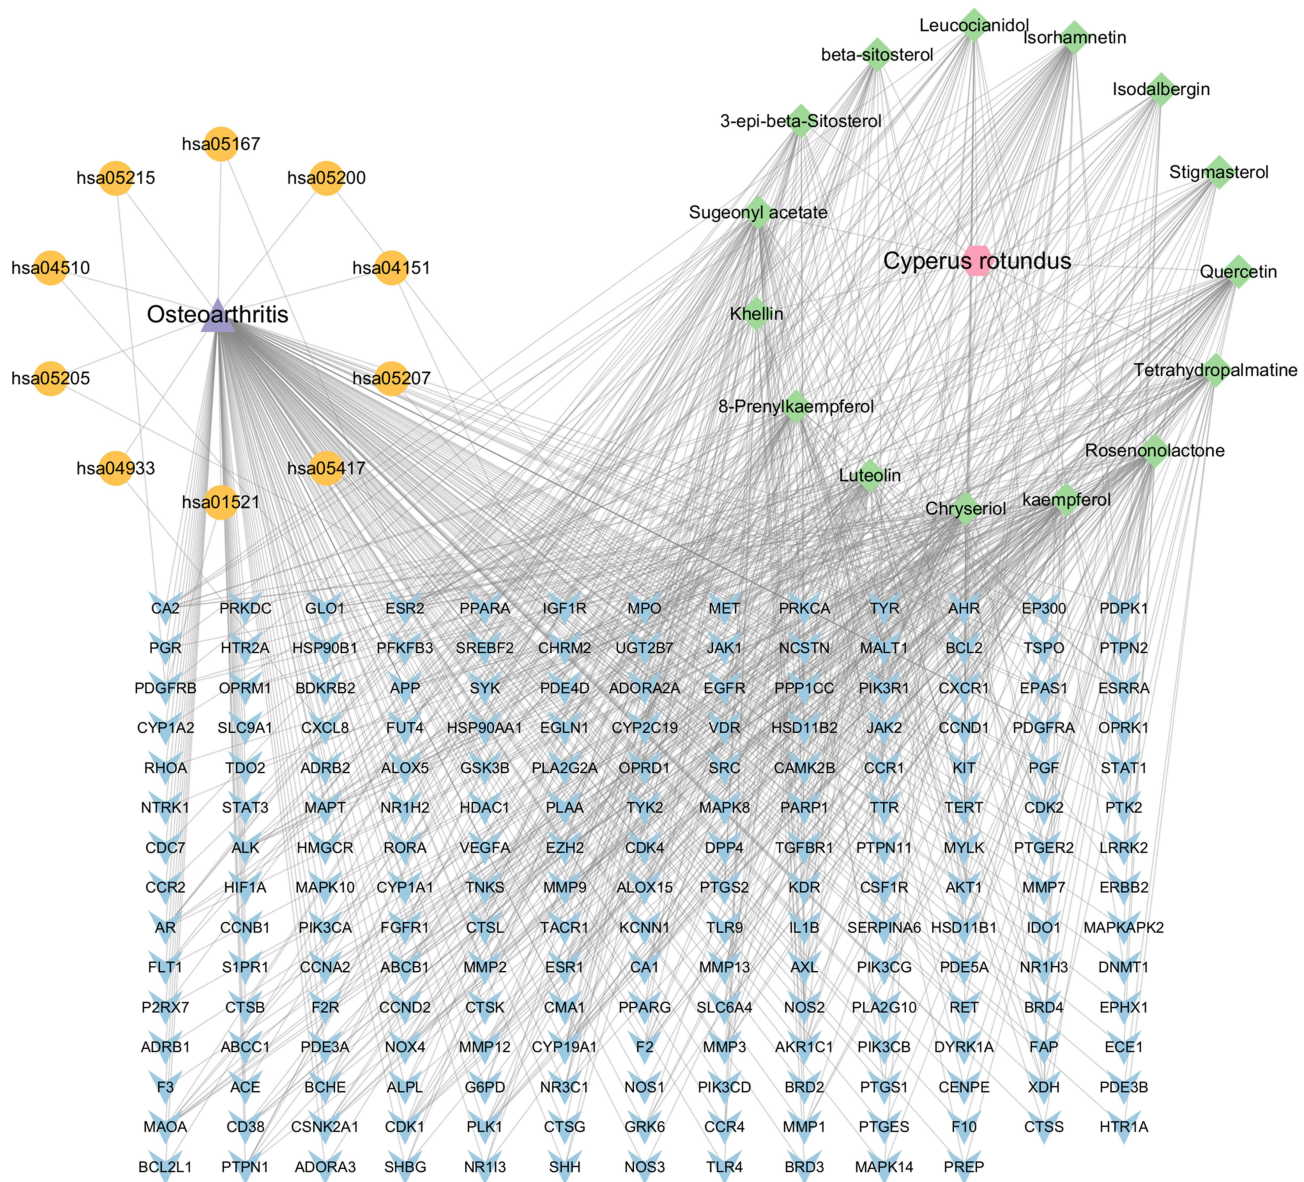 Leucocianidol
Isorhamnetin
beta-sitosterol
Isodalbergin
3-epi-beta-Sitosterol
hsa05167
hsa05215
hsa05200
Stigmasterol
Sugeonyl acetate
Cyperus rotundus
hsa04510
hsa04151
Quercetin
Osteoarthritis
Khellin
Tetrahydropalmatine
hsa05205
hsa05207
8-Prenylkaempferol
Rosenonolactone
hsa04933
hsa05417
Luteolin
hsa01521
Chryseriol
kaempferol
CA2 PRKDC GLO1 ESR2 PPARA IGF1R MPO MET PRKCA TYR AHR EP300 PDPK1
PGR HTR2A HSP90B1 PFKFB3 SREBF2 CHRM2 UGT2B7 JAK1 NCSTN MALT1 BCL2 TSPO PTPN2
PDGFRB OPRM1 BDKRB2 APP SYK PDE4D ADORA2A EGFR PPP1CC PIK3R1 CXCR1 EPAS1 ESRRA
CYP1A2 SLC9A1 CXCL8 FUT4 HSP90AA1 EGLN1 CYP2C19 VDR HSD11B2 JAK2 CCND1 PDGFRA OPRK1
RHOA TDO2 ADRB2 ALOX5 GSK3B PLA2G2A OPRD1 SRC CAMK2B CCR1 KIT PGF STAT1
NTRK1 STAT3 MAPT NR1H2 HDAC1 PLAA TYK2 MAPK8 PARP1 TTR TERT CDK2 PTK2
CDC7 ALK HMGCR RORA VEGFA EZH2 CDK4 DPP4 TGFBR1 PTPN11 MYLK PTGER2 LRRK2
CCR2 HIF1A MAPK10 CYP1A1 TNKS MMP9 ALOX15 PTGS2 KDR CSF1R AKT1 MMP7 ERBB2
AR CCNB1 PIK3CA FGFR1 CTSL TACR1 KCNN1 TLR9 IL1B SERPINA6 HSD11B1 IDO1 MAPKAPK2
FLT1 S1PR1 CCNA2 ABCB1 MMP2 ESR1 CA1 MMP13 AXL PIK3CG PDE5A NR1H3 DNMT1
P2RX7 CTSB F2R CCND2 CTSK CMA1 PPARG SLC6A4 NOS2 PLA2G10 RET BRD4 EPHX1
ADRB1 ABCC1 PDE3A NOX4 MMP12 CYP19A1 F2 MMP3 AKR1C1 PIK3CB DYRK1A FAP ECE1
F3 ACE BCHE ALPL G6PD NR3C1 NOS1 PIK3CD BRD2 PTGS1 CENPE XDH PDE3B
MAOA CD38 CSNK2A1 CDK1 PLK1 CTSG GRK6 CCR4 MMP1 PTGES F10 CTSS HTR1A
BCL2L1 PTPN1 ADORA3 SHBG NR1I3 SHH NOS3 TLR4 BRD3 MAPK14 PREP